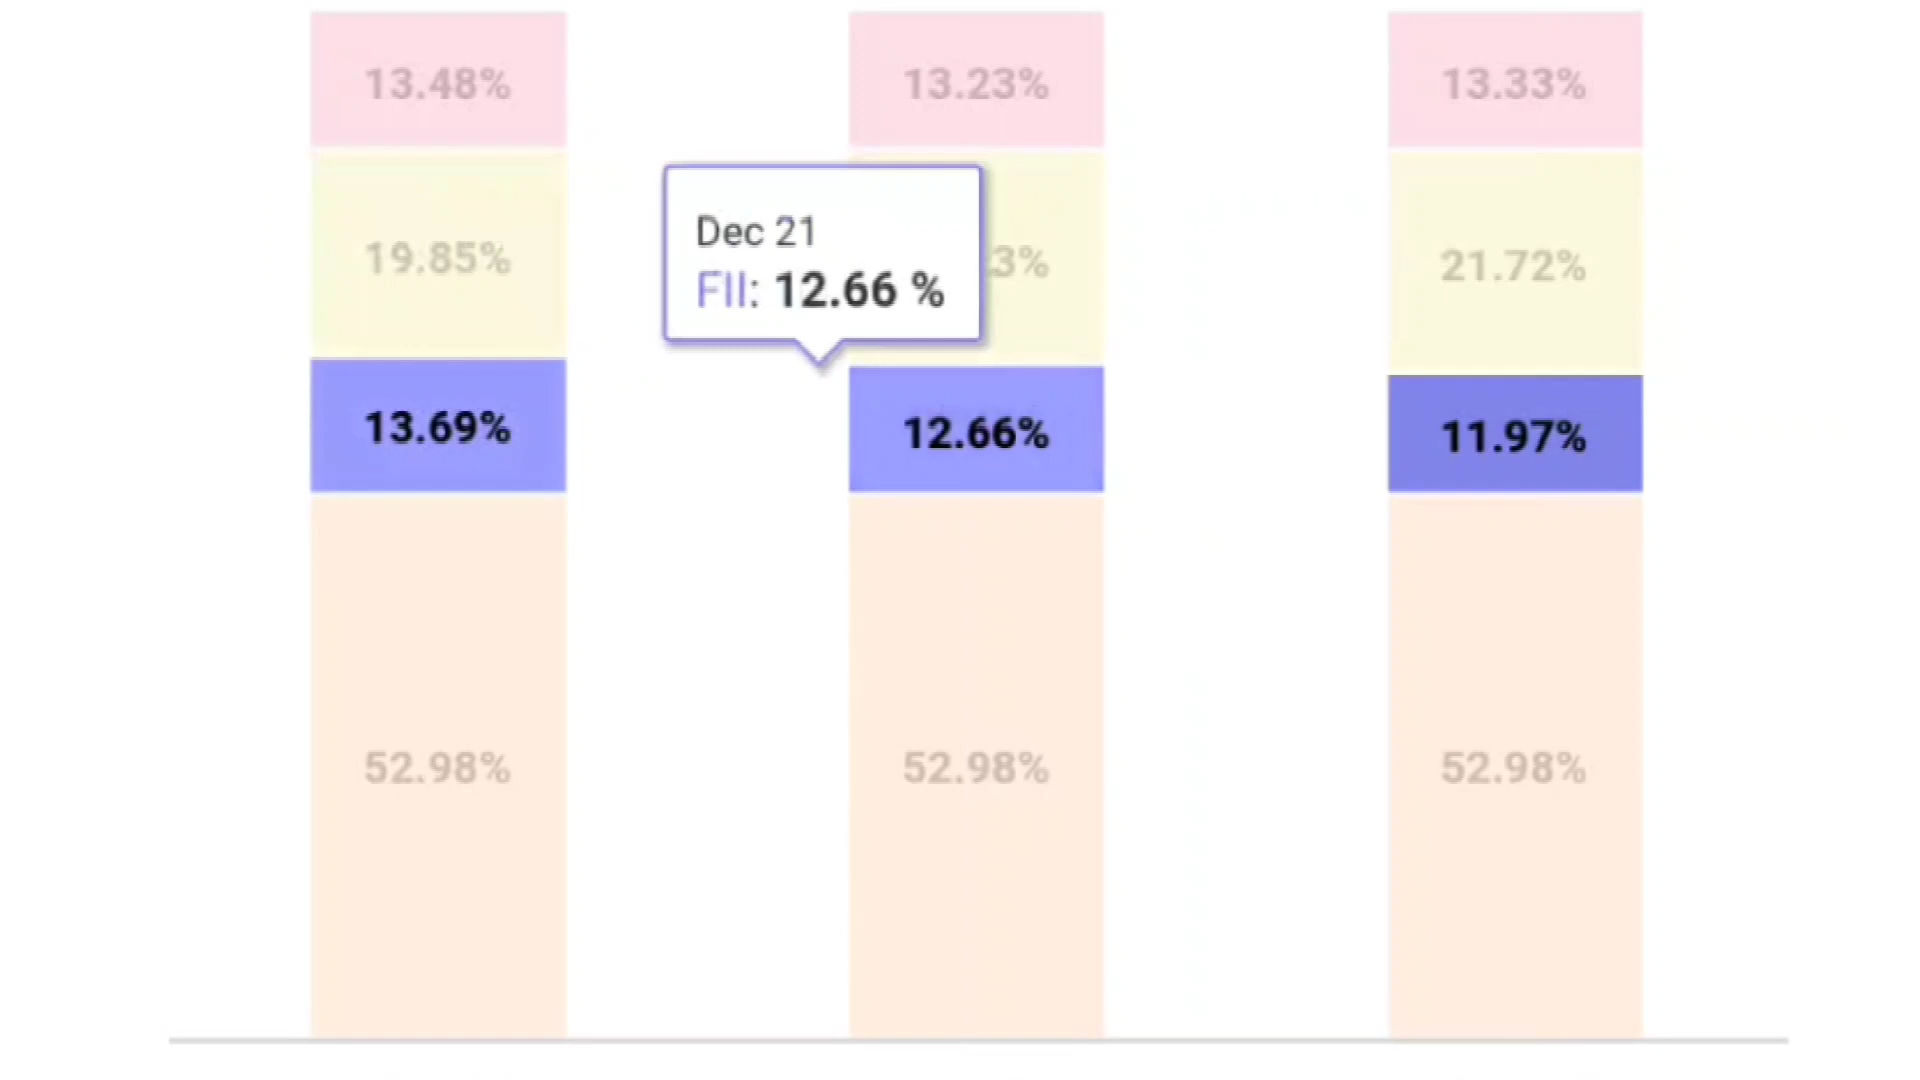 13.48% 13.23% 13.33%
Dec 21
FII: 12.66 %
19.85% 3% 21.72%
13.69% 12.66% 11.97%
52.98% 52.98% 52.98%